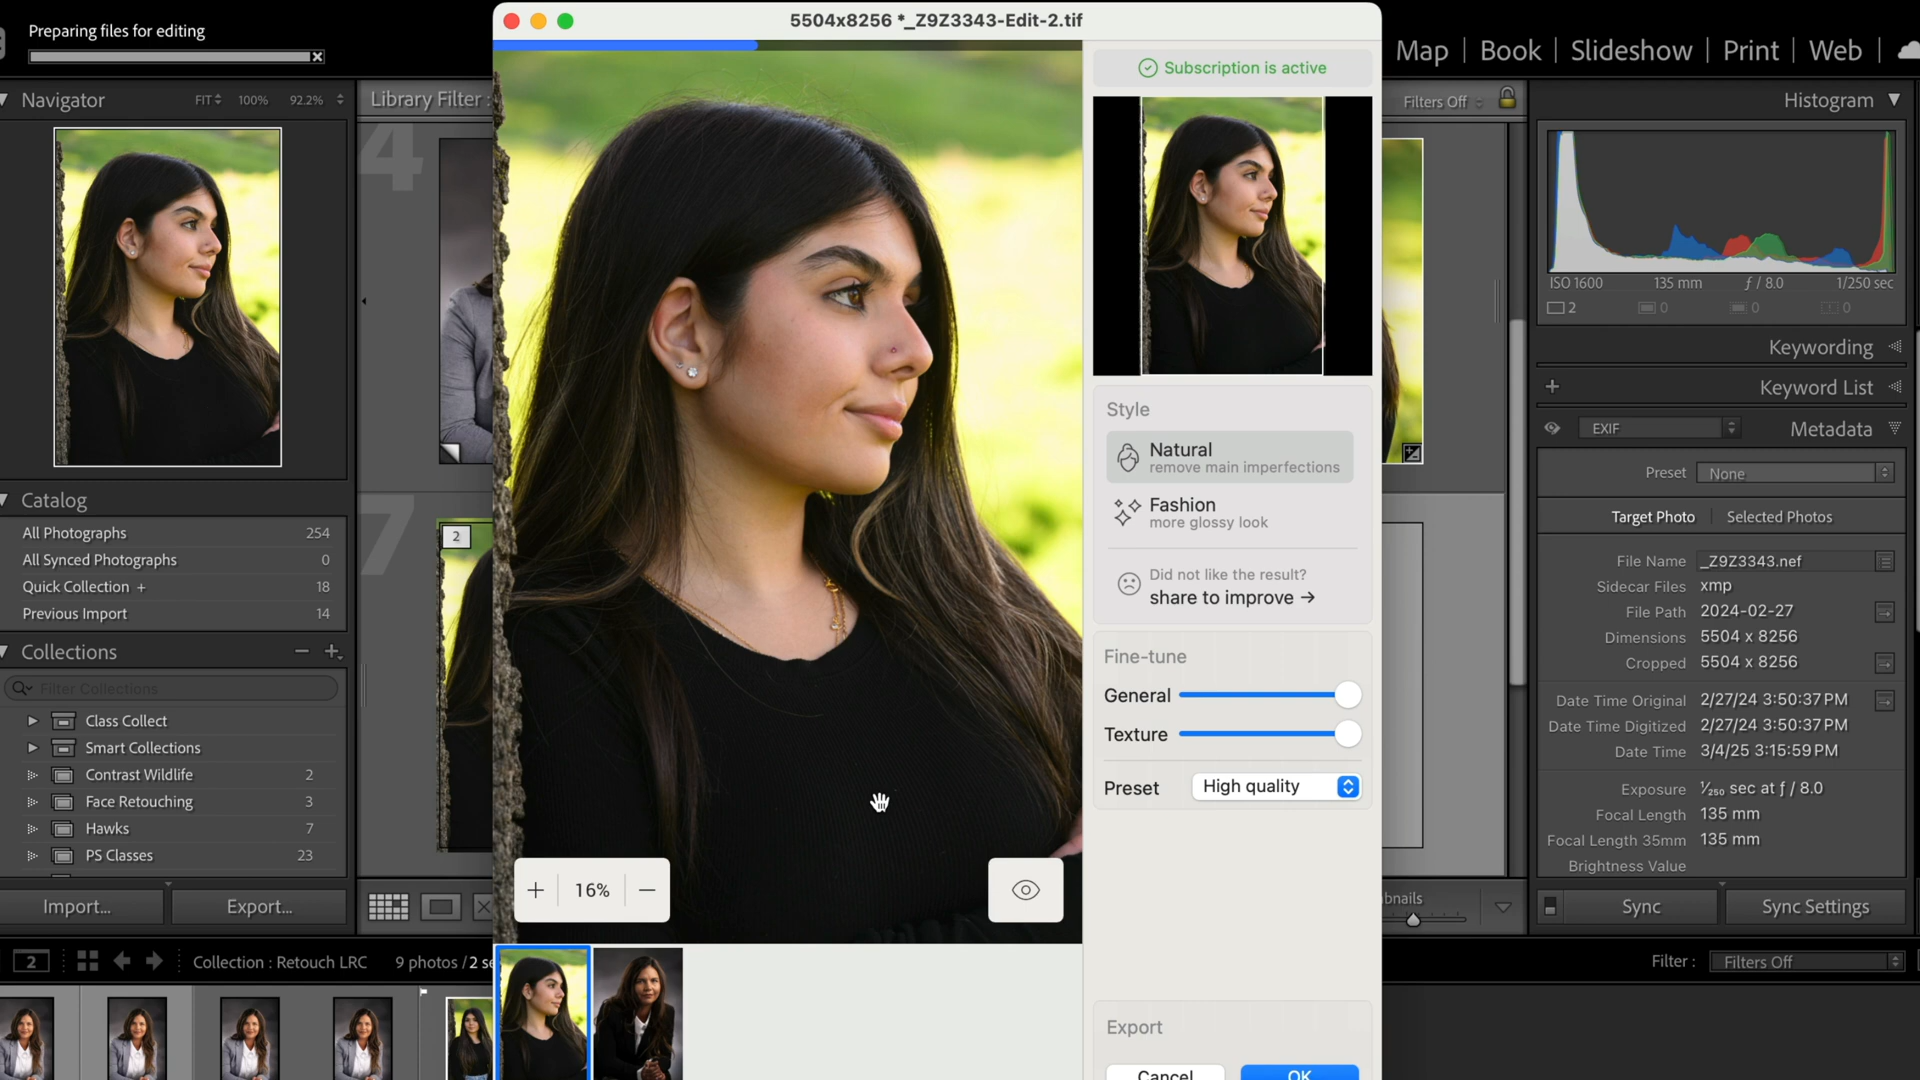 Preparing files for editing
5504x8256 *_Z9Z3343-Edit-2.tif
Map | Book | Slideshow | Print | Web |
Navigator FIT 100% 92.2%
Library Filter :
Filters Off
Histogram
Subscription is active
4
ISO 1600 135 mm ƒ / 8.0 1/250 sec
2 0 0 0
Keywording
Keyword List
EXIF Metadata
Preset None
Target Photo Selected Photos
File Name _Z9Z3343.nef
Sidecar Files xmp
File Path 2024-02-27
Dimensions 5504 x 8256
Cropped 5504 x 8256
Date Time Original 2/27/24 3:50:37 PM
Date Time Digitized 2/27/24 3:50:37 PM
Date Time 3/4/25 3:15:59 PM
Exposure 1/250 sec at ƒ / 8.0
Focal Length 135 mm
Focal Length 35mm 135 mm
Brightness Value
Sync Sync Settings
Style
Natural
remove main imperfections
Fashion
more glossy look
Did not like the result?
share to improve →
Fine-tune
General
Texture
Preset High quality
Export
Cancel OK
+ 16% −
Catalog
All Photographs 254
All Synced Photographs 0
Quick Collection + 18
Previous Import 14
7
2
Collections
Filter Collections
Class Collect
Smart Collections
Contrast Wildlife 2
Face Retouching 3
Hawks 7
PS Classes 23
Import... Export...
2 Collection : Retouch LRC 9 photos / 2 se
bnails
Filter : Filters Off